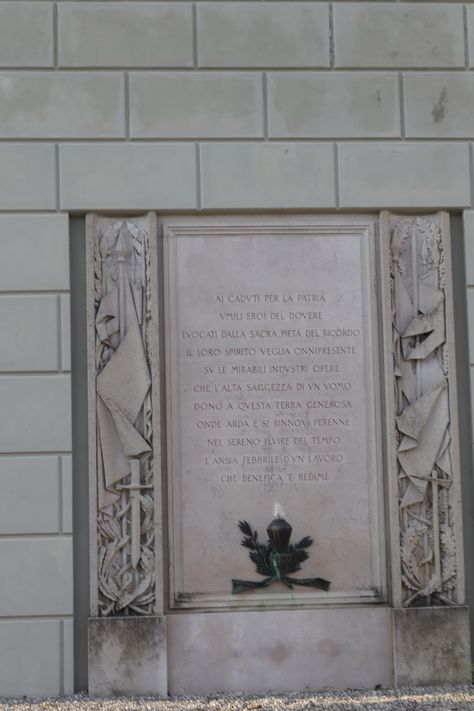 AI CADVTI PER LA PATRIA
VMILI EROI DEL DOVERE
EVOCATI DALLA SACRA PIETÀ DEL RICORDO
IL LORO SPIRITO VEGLIA ONNIPRESENTE
SV LE MIRABILI INDVSTRI OPERE
CHE L'ALTA SAGGEZZA DI VN VOMO
DONÒ A QVESTA TERRA GENEROSA
ONDE ARDA E SI RINNOVI PERENNE
NEL SERENO FLVIRE DEL TEMPO
L'ANSIA FEBBRILE D'VN LAVORO
CHE BENEFICA E REDIME